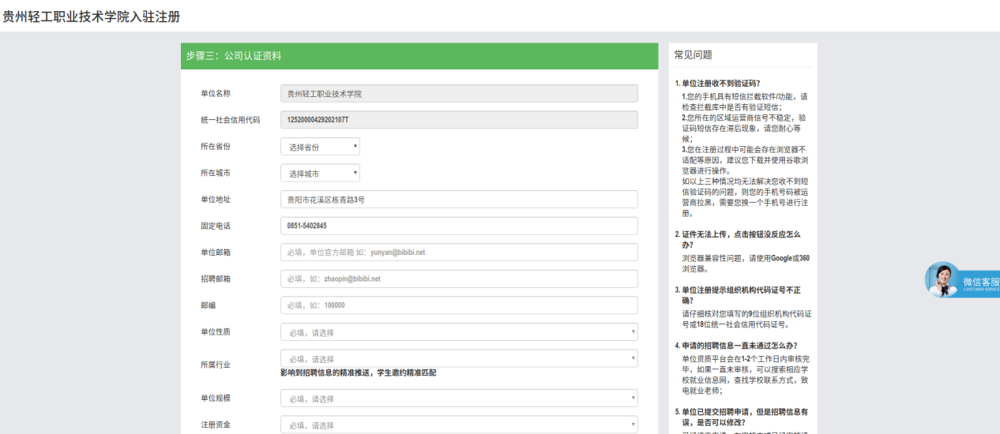 贵州轻工职业技术学院入驻注册
步骤三：公司认证资料
单位名称
贵州轻工职业技术学院
统一社会信用代码
12520000429202107T
所在省份
选择省份
所在城市
选择城市
单位地址
贵阳市花溪区栋青路3号
固定电话
0851-5402845
单位邮箱
必填，单位官方邮箱 如：yunyan@bibibi.net
招聘邮箱
必填，如：zhaopin@bibibi.net
邮编
必填，如：100000
单位性质
必填，请选择
所属行业
必填，请选择
影响到招聘信息的精准推送，学生邀约精准匹配
单位规模
必填，请选择
注册资金
必填，请选择
常见问题
1. 单位注册收不到验证码？
1.您的手机具有短信拦截软件/功能，请
检查拦截库中是否有验证短信；
2.您所在的区域运营商信号不稳定，验
证码短信存在滞后现象，请您耐心等
候；
3.您在注册过程中可能会存在浏览器不
适配等原因，建议您下载并使用谷歌浏
览器进行操作。
如以上三种情况均无法解决您收不到短
信验证码的问题，则您的手机号码被运
营商拉黑，需要您换一个手机号进行注
册。
2. 证件无法上传，点击按钮没反应怎么
办？
浏览器兼容性问题，请使用Google或360
浏览器。
3. 单位注册提示组织机构代码证号不正
确？
请仔细核对您填写的9位组织机构代码证
号或18位统一社会信用代码证号。
4. 申请的招聘信息一直未通过怎么办？
单位资质平台会在1-2个工作日内审核完
毕，如果一直未审核，可以搜索相应学
校就业信息网，查找学校联系方式，致
电就业老师；
5. 单位已提交招聘申请，但是招聘信息有
误，是否可以修改？
微信客服
CUSTOMER SERVICE